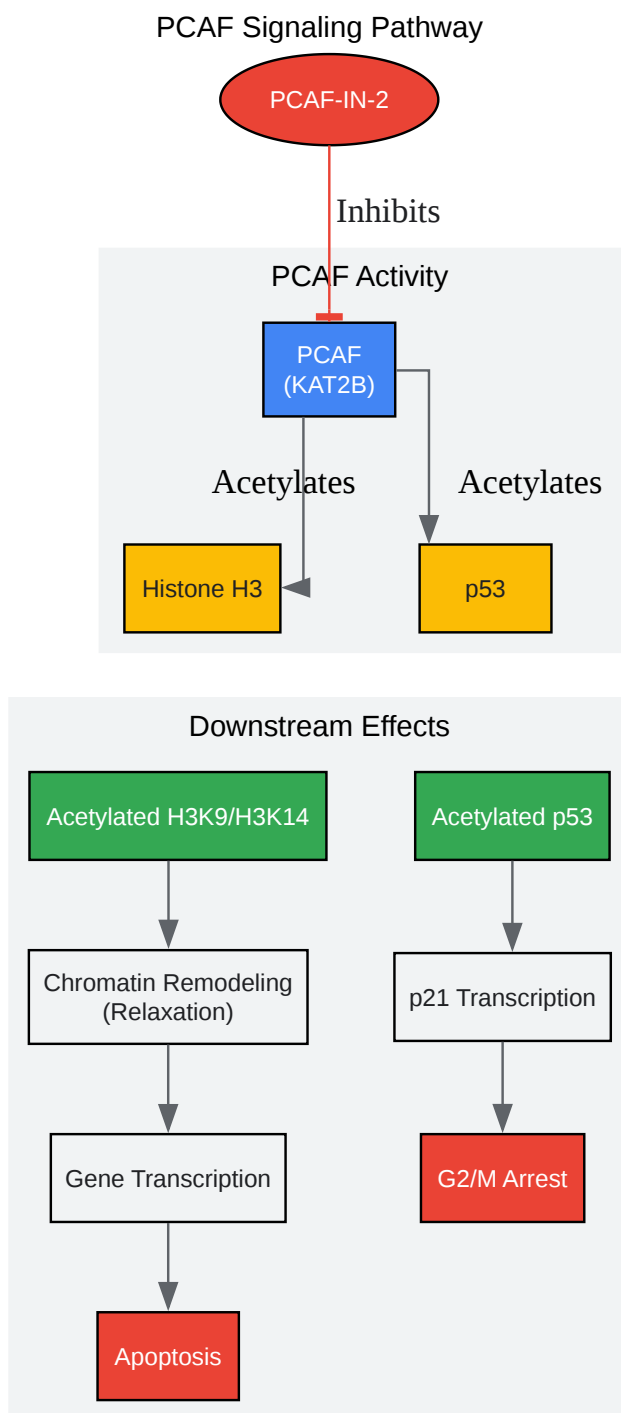 PCAF Signaling Pathway
PCAF-IN-2
Inhibits
PCAF Activity
PCAF
(KAT2B)
Acetylates
Acetylates
Histone H3
p53
Downstream Effects
Acetylated H3K9/H3K14
Acetylated p53
Chromatin Remodeling
(Relaxation)
p21 Transcription
Gene Transcription
G2/M Arrest
Apoptosis